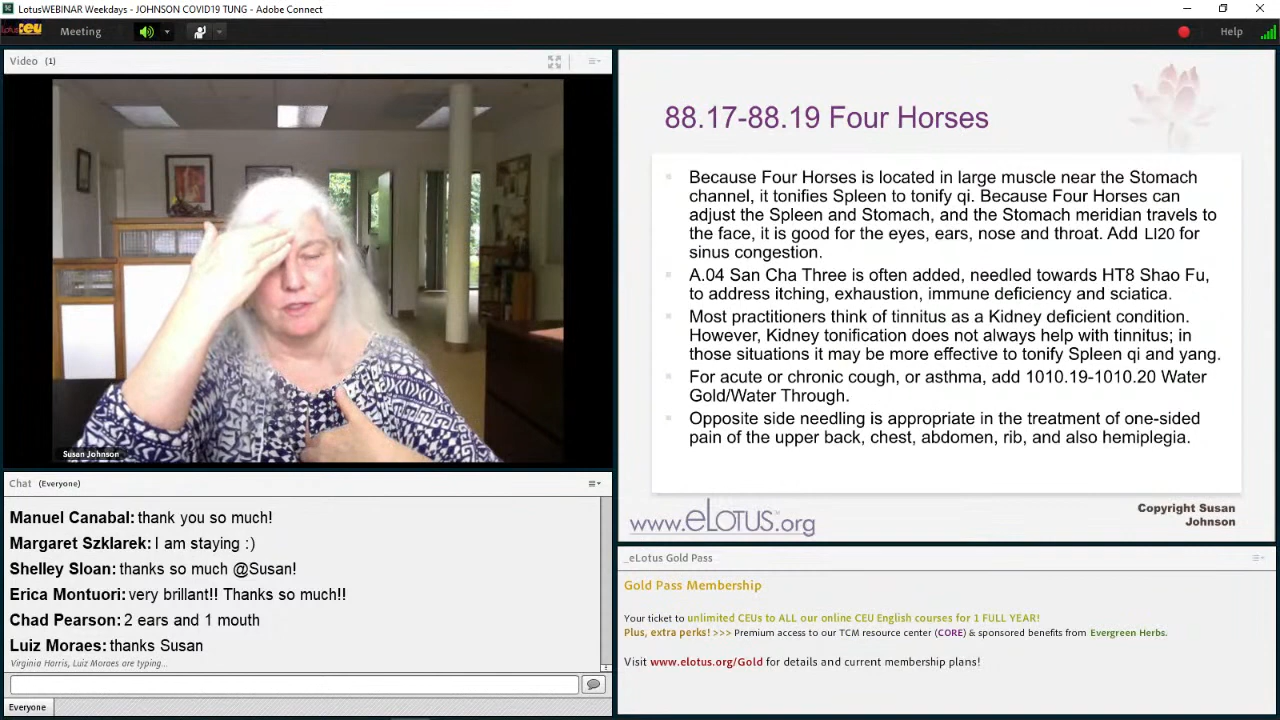 LotusWEBINAR Weekdays - JOHNSON COVID19 TUNG - Adobe Connect
Meeting
Help
Video (1)
Susan Johnson
Chat (Everyone)
Manuel Canabal: thank you so much!
Margaret Szklarek: I am staying :)
Shelley Sloan: thanks so much @Susan!
Erica Montuori: very brillant!! Thanks so much!!
Chad Pearson: 2 ears and 1 mouth
Luiz Moraes: thanks Susan
Virginia Harris, Luiz Moraes are typing...
Everyone
88.17-88.19 Four Horses
Because Four Horses is located in large muscle near the Stomach
channel, it tonifies Spleen to tonify qi. Because Four Horses can
adjust the Spleen and Stomach, and the Stomach meridian travels to
the face, it is good for the eyes, ears, nose and throat. Add LI20 for
sinus congestion.
A.04 San Cha Three is often added, needled towards HT8 Shao Fu,
to address itching, exhaustion, immune deficiency and sciatica.
Most practitioners think of tinnitus as a Kidney deficient condition.
However, Kidney tonification does not always help with tinnitus; in
those situations it may be more effective to tonify Spleen qi and yang.
For acute or chronic cough, or asthma, add 1010.19-1010.20 Water
Gold/Water Through.
Opposite side needling is appropriate in the treatment of one-sided
pain of the upper back, chest, abdomen, rib, and also hemiplegia.
www.eLotus.org
Copyright Susan
Johnson
_eLotus Gold Pass
Gold Pass Membership
Your ticket to unlimited CEUs to ALL our online CEU English courses for 1 FULL YEAR!
Plus, extra perks! >>> Premium access to our TCM resource center (CORE) & sponsored benefits from Evergreen Herbs.
Visit www.elotus.org/Gold for details and current membership plans!